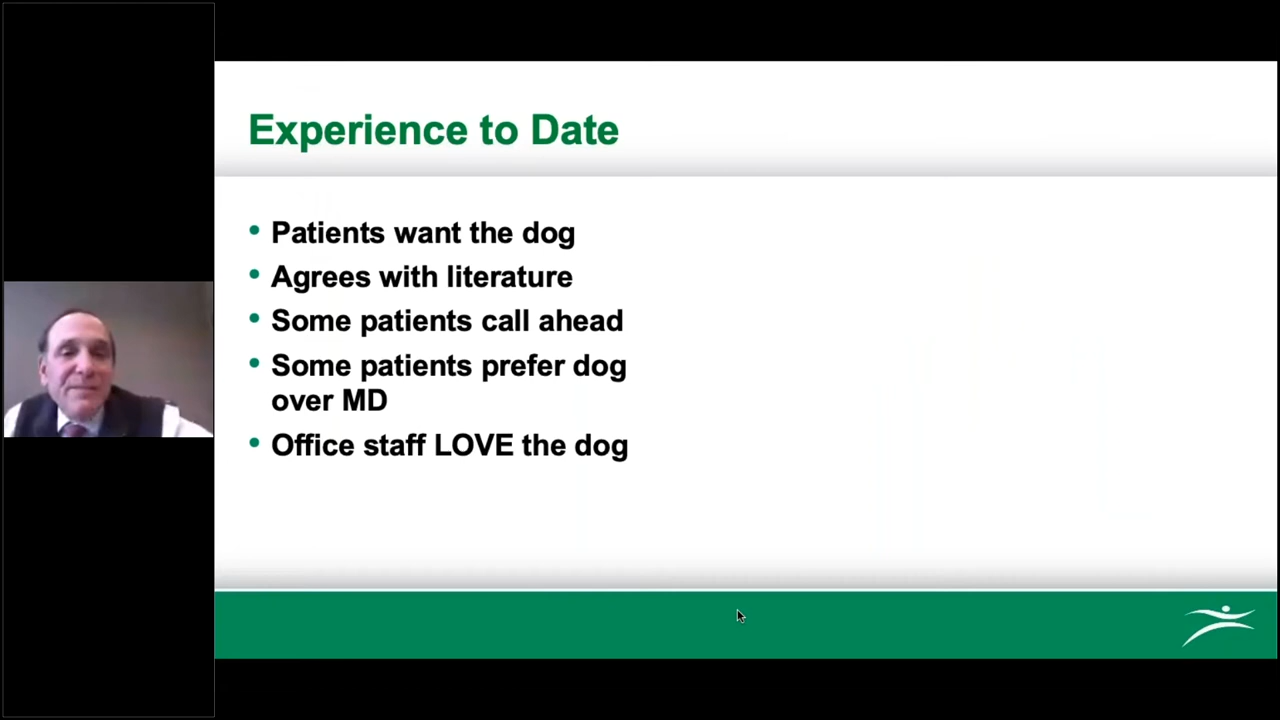 Experience to Date
• Patients want the dog
• Agrees with literature
• Some patients call ahead
• Some patients prefer dog
over MD
• Office staff LOVE the dog